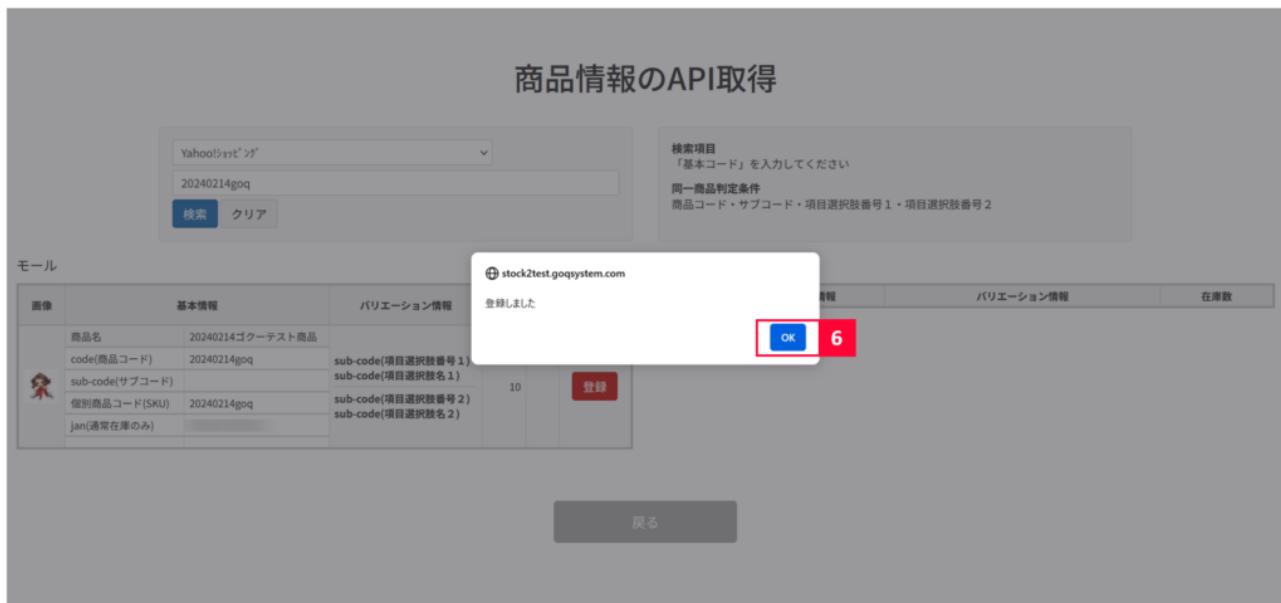 商品情報のAPI取得
Yahoo!ｼｮｯﾋﾟﾝｸﾞ
20240214goq
検索 クリア
検索項目
「基本コード」を入力してください
同一商品判定条件
商品コード・サブコード・項目選択肢番号１・項目選択肢番号２
モール
stock2test.goqsystem.com
登録しました
OK 6
画像 基本情報 バリエーション情報
情報 バリエーション情報 在庫数
商品名 20240214ゴクーテスト商品
code(商品コード) 20240214goq
sub-code(サブコード)
個別商品コード(SKU) 20240214goq
jan(通常在庫のみ)
sub-code(項目選択肢番号１)
sub-code(項目選択肢名１)
sub-code(項目選択肢番号２)
sub-code(項目選択肢名２)
10
登録
戻る